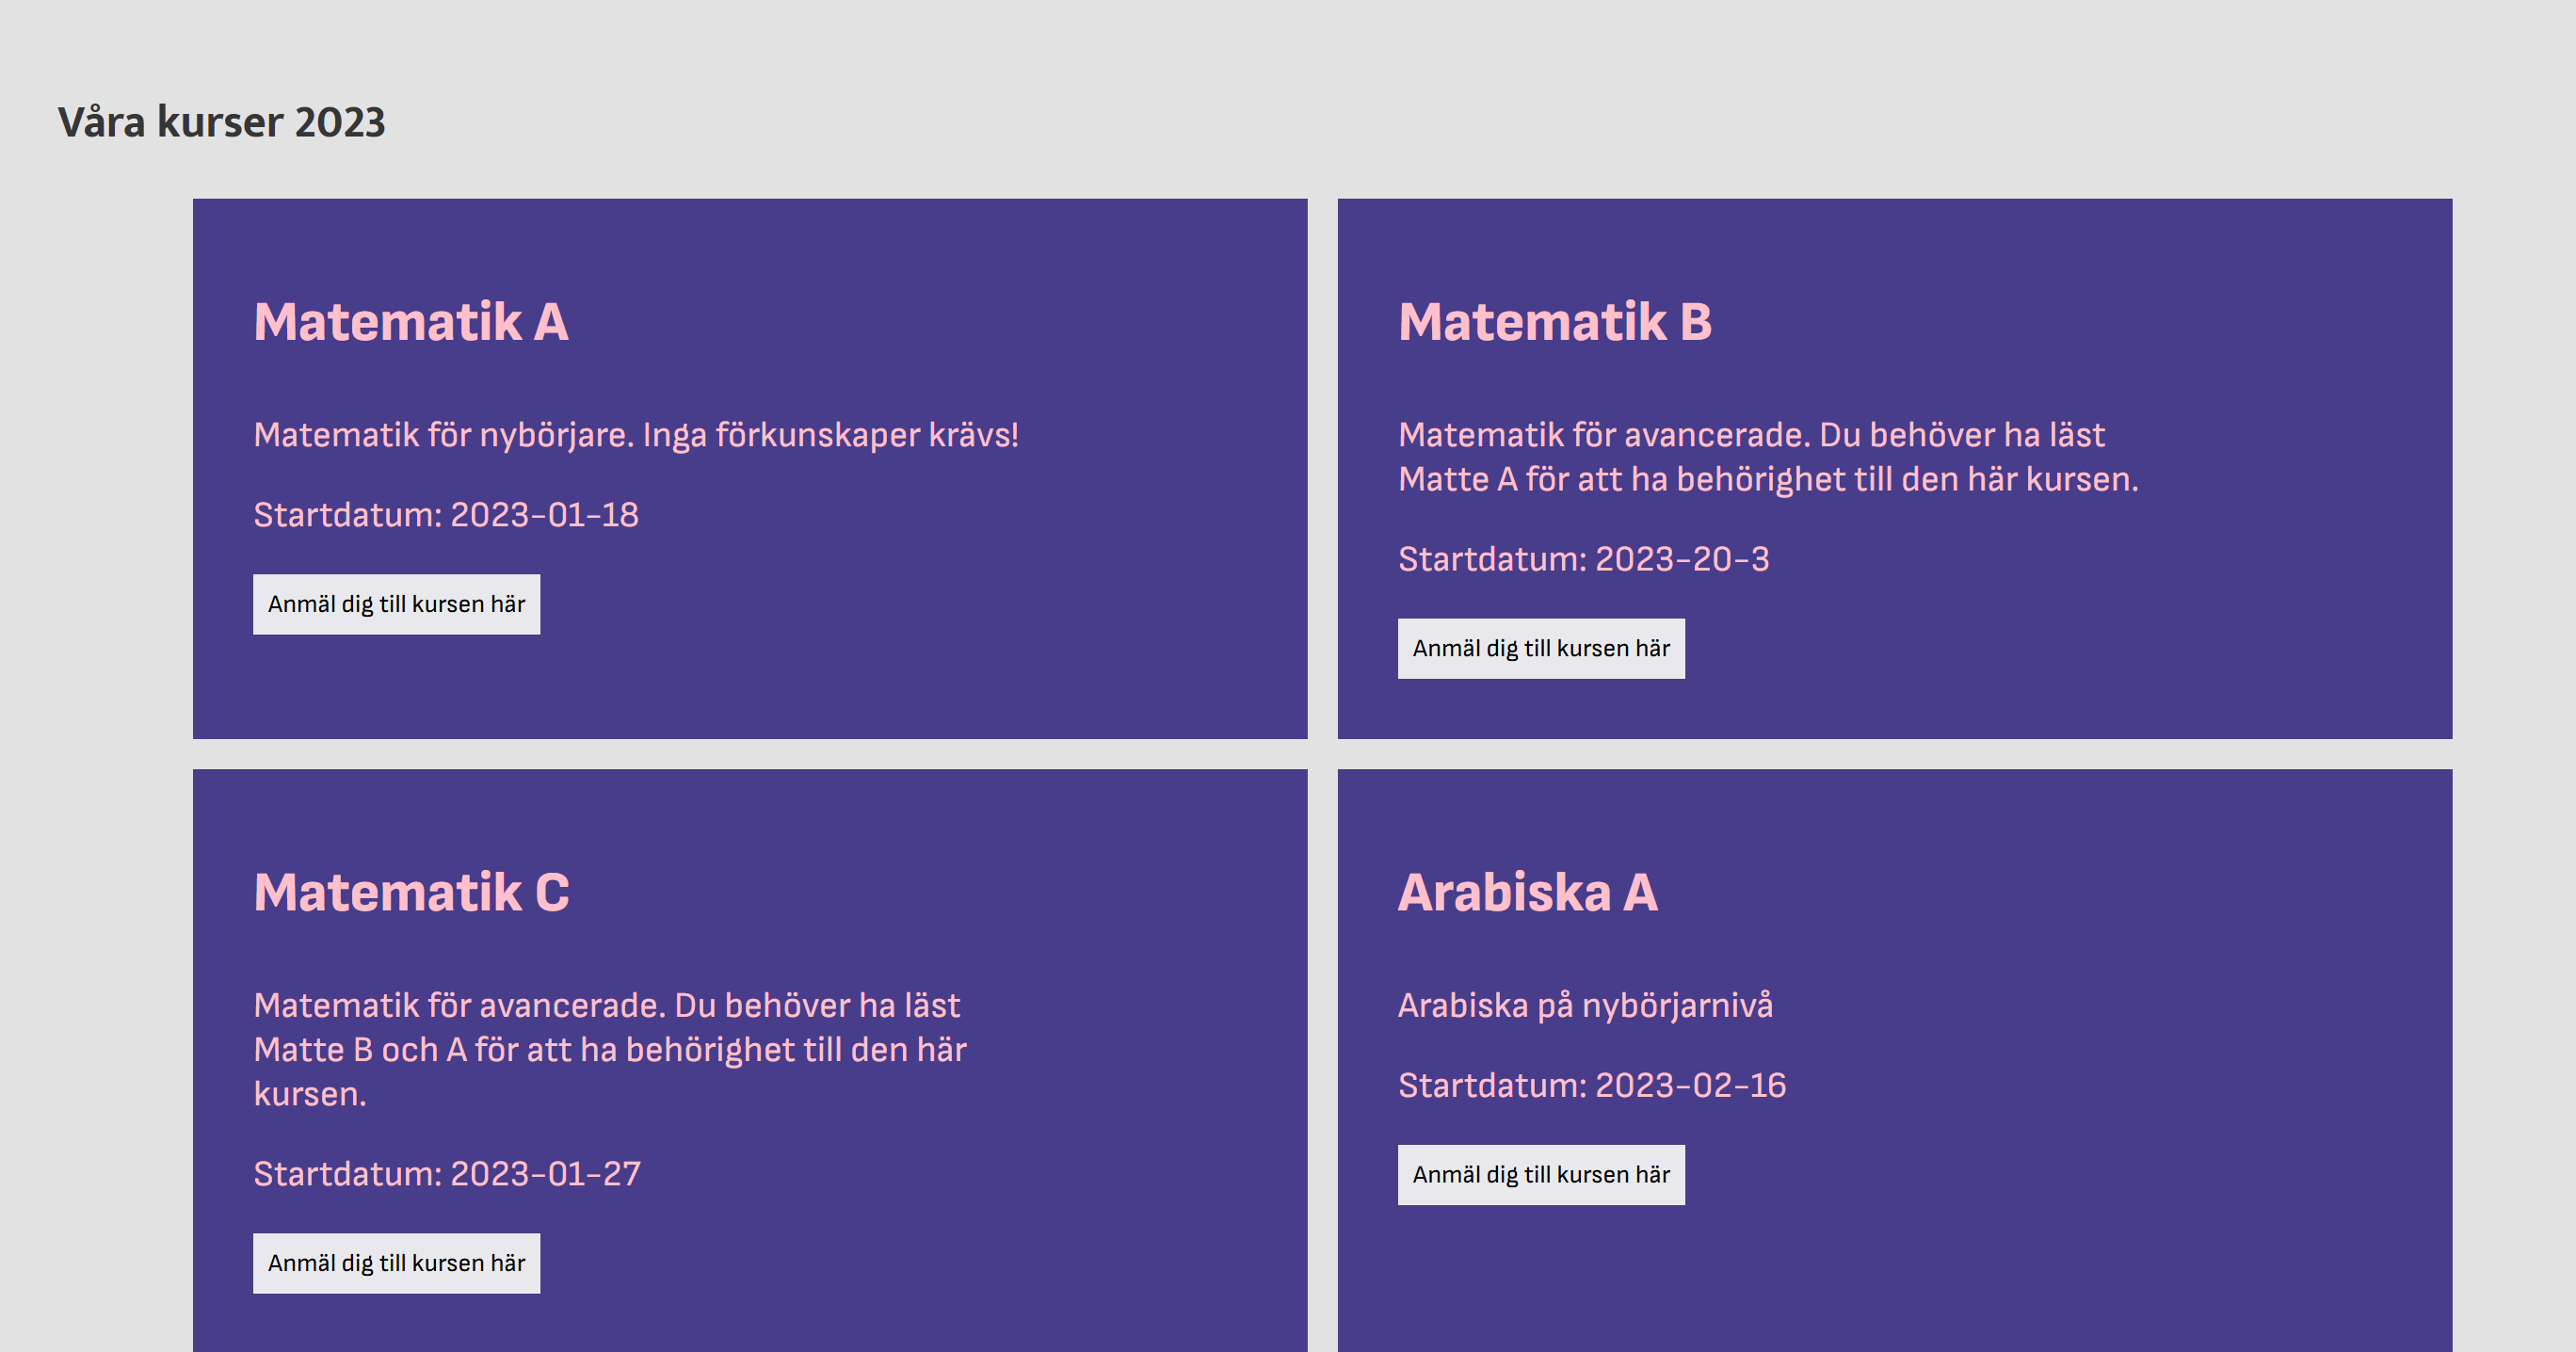 Våra kurser 2023
Matematik A
Matematik för nybörjare. Inga förkunskaper krävs!
Startdatum: 2023-01-18
Anmäl dig till kursen här
Matematik B
Matematik för avancerade. Du behöver ha läst
Matte A för att ha behörighet till den här kursen.
Startdatum: 2023-20-3
Anmäl dig till kursen här
Matematik C
Matematik för avancerade. Du behöver ha läst
Matte B och A för att ha behörighet till den här
kursen.
Startdatum: 2023-01-27
Anmäl dig till kursen här
Arabiska A
Arabiska på nybörjarnivå
Startdatum: 2023-02-16
Anmäl dig till kursen här